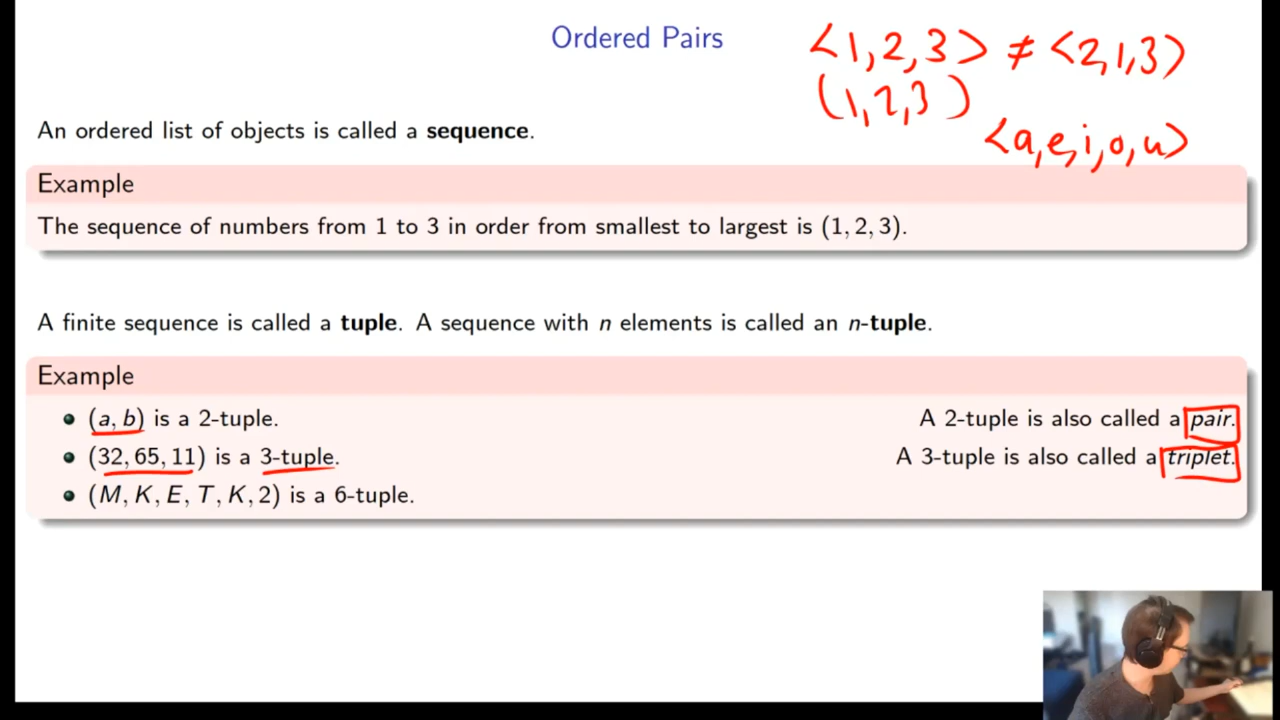 Ordered Pairs
<1, 2, 3> ≠ <2, 1, 3>
(1, 2, 3)
<a, e, i, o, u>
An ordered list of objects is called a sequence.
Example
The sequence of numbers from 1 to 3 in order from smallest to largest is (1, 2, 3).
A finite sequence is called a tuple. A sequence with n elements is called an n-tuple.
Example
(a, b) is a 2-tuple. A 2-tuple is also called a pair.
(32, 65, 11) is a 3-tuple. A 3-tuple is also called a triplet.
(M, K, E, T, K, 2) is a 6-tuple.